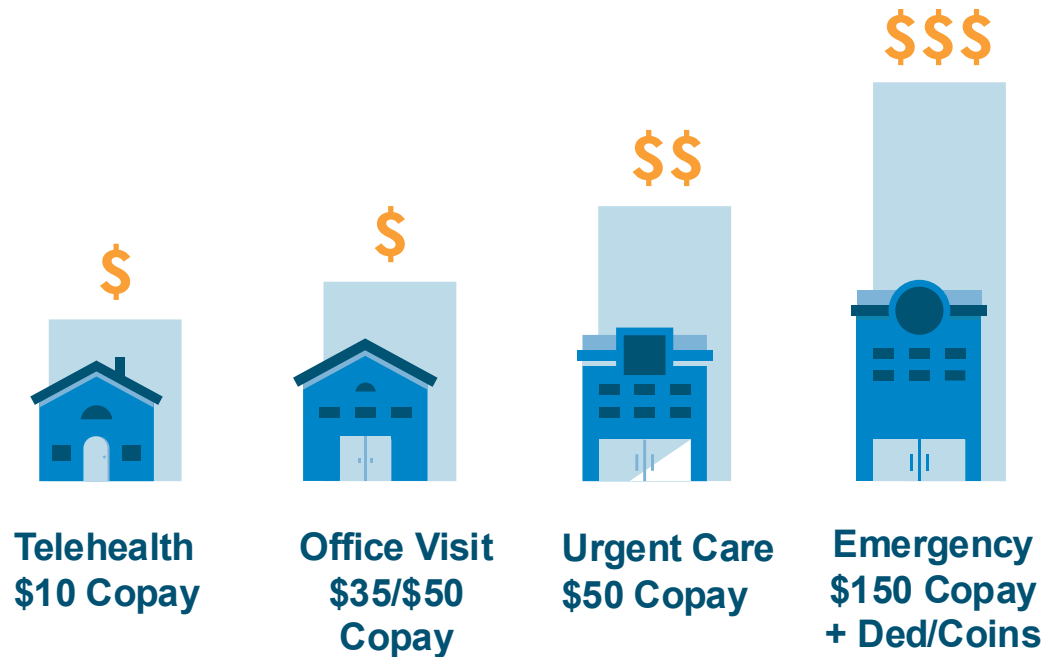 $
$
$$
$$$
Telehealth
$10 Copay
Office Visit
$35/$50
Copay
Urgent Care
$50 Copay
Emergency
$150 Copay
+ Ded/Coins